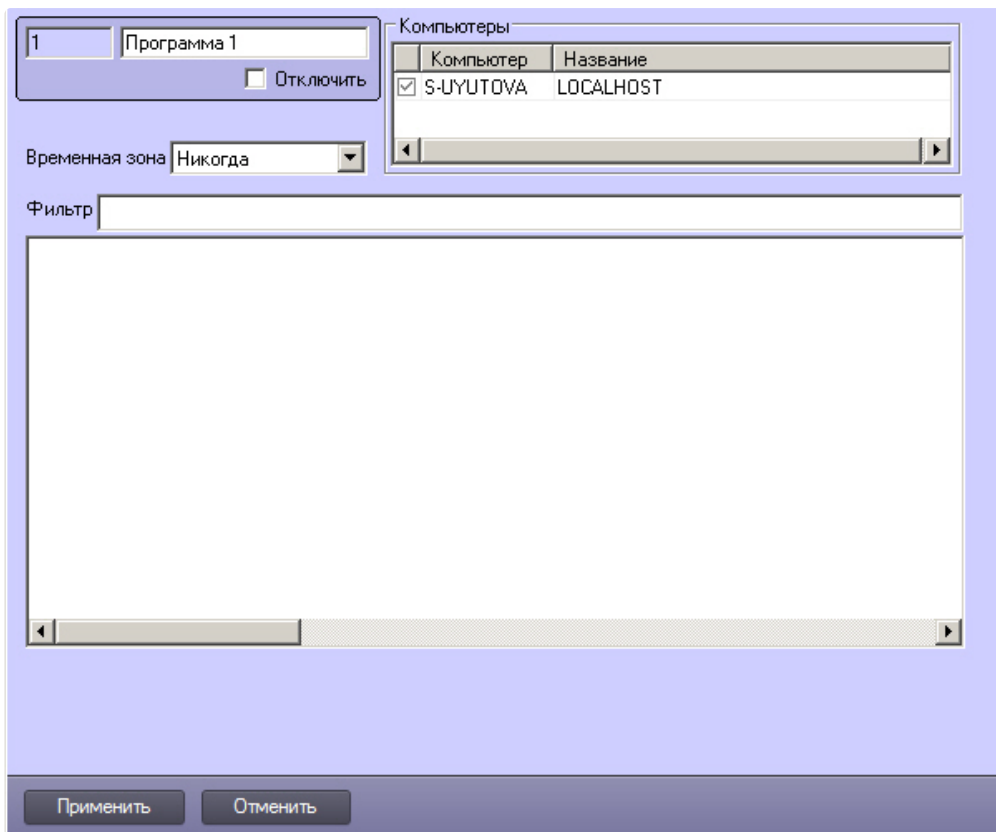 1 Программа 1
Отключить
Компьютеры
Компьютер Название
S-UYUTOVA LOCALHOST
Временная зона Никогда
Фильтр
Применить Отменить